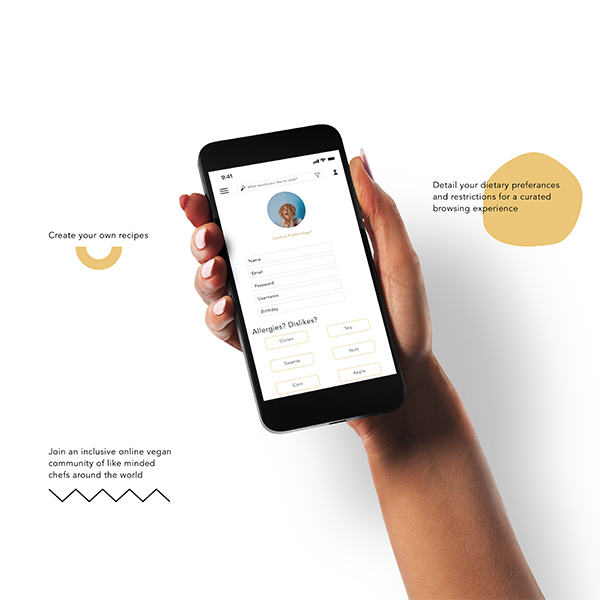 9:41
What would you like to cook?
Confirm Profile Image?
Name
Email
Password
Username
Birthday
Allergies? Dislikes?
Gluten
Soy
Sesame
Nuts
Corn
Apple
Create your own recipes
Detail your dietary preferances
and restrictions for a curated
browsing experience
Join an inclusive online vegan
community of like minded
chefs around the world